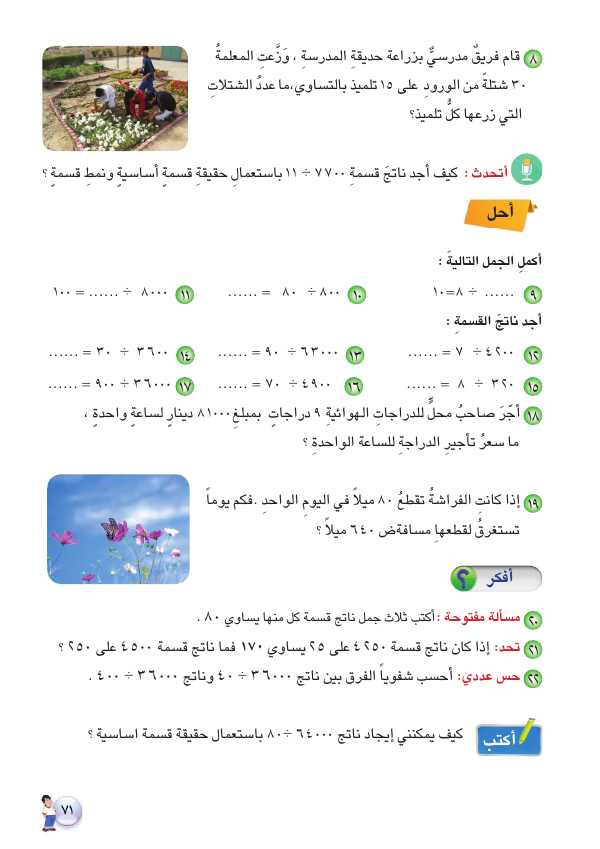 ٨ قام فريقٌ مدرسيٌّ بزراعة حديقةِ المدرسةِ ، وَزَّعتِ المعلمةُ
٣٠ شتلةً من الورودِ على ١٥ تلميذ بالتساوي،ما عددُ الشتلاتِ
التي زرعها كلُّ تلميذ؟
أتحدث : كيف أجد ناتجَ قسمةِ ٧٧٠٠ ÷ ١١ باستعمالِ حقيقةِ قسمةٍ أساسيةٍ ونمطِ قسمةٍ ؟
أحل
أكملِ الجمل التاليةَ :
٩ ...... ÷ ٨=١٠
١٠ ٨٠٠ ÷ ٨٠ = ......
١١ ٨٠٠٠ ÷ ...... = ١٠٠
أجد ناتجَ القسمةِ :
١٢ ٤٢٠٠ ÷ ٧ = ......
١٣ ٦٣٠٠٠ ÷ ٩٠ = ......
١٤ ٣٦٠٠ ÷ ٣٠ = ......
١٥ ٣٢٠ ÷ ٨ = ......
١٦ ٤٩٠٠ ÷ ٧٠ = ......
١٧ ٣٦٠٠٠ ÷ ٩٠٠ = ......
١٨ أجّرَ صاحبُ محلٍّ للدراجاتِ الهوائيةِ ٩ دراجاتٍ بمبلغِ ٨١٠٠٠ دينارٍ لساعةٍ واحدةٍ ،
ما سعرُ تأجيرِ الدراجةِ للساعة الواحدةِ ؟
١٩ إذا كانتِ الفراشةُ تقطعُ ٨٠ ميلاً في اليومِ الواحدِ .فكم يوماً
تستغرقُ لقطعهاِ مسافةض ٦٤٠ ميلاً ؟
أفكر ؟
٢٠ مسألة مفتوحة : أكتب ثلاث جمل ناتج قسمة كل منها يساوي ٨٠ .
٢١ تحد: إذا كان ناتج قسمة ٤٢٥٠ على ٢٥ يساوي ١٧٠ فما ناتج قسمة ٤٥٠٠ على ٢٥٠ ؟
٢٢ حس عددي: أحسب شفوياً الفرق بين ناتج ٣٦٠٠٠ ÷ ٤٠ وناتج ٣٦٠٠٠ ÷ ٤٠٠ .
أكتب كيف يمكنني إيجاد ناتج ٦٤٠٠٠ ÷٨٠ باستعمال حقيقة قسمة اساسية ؟
٧١